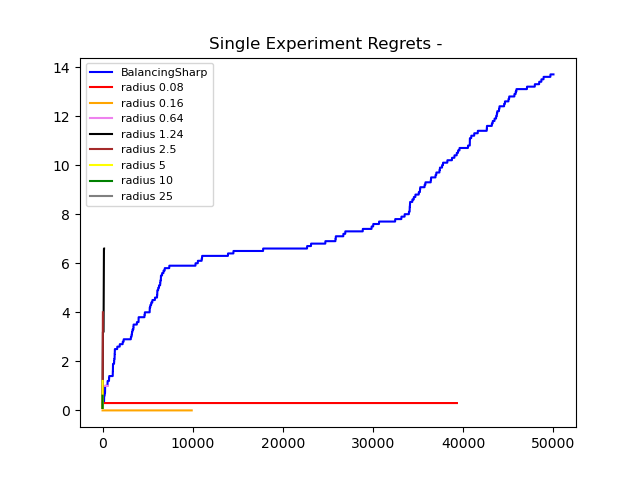 Single Experiment Regrets -
14
12
10
8
6
4
2
0
BalancingSharp
radius 0.08
radius 0.16
radius 0.64
radius 1.24
radius 2.5
radius 5
radius 10
radius 25
0 10000 20000 30000 40000 50000